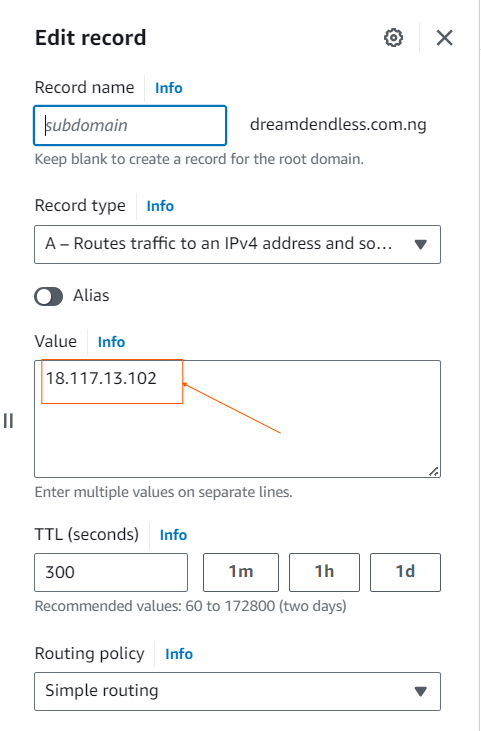 Edit record
Record name Info
subdomain dreamdendless.com.ng
Keep blank to create a record for the root domain.
Record type Info
A – Routes traffic to an IPv4 address and so...
Alias
Value Info
18.117.13.102
Enter multiple values on separate lines.
TTL (seconds) Info
300 1m 1h 1d
Recommended values: 60 to 172800 (two days)
Routing policy Info
Simple routing